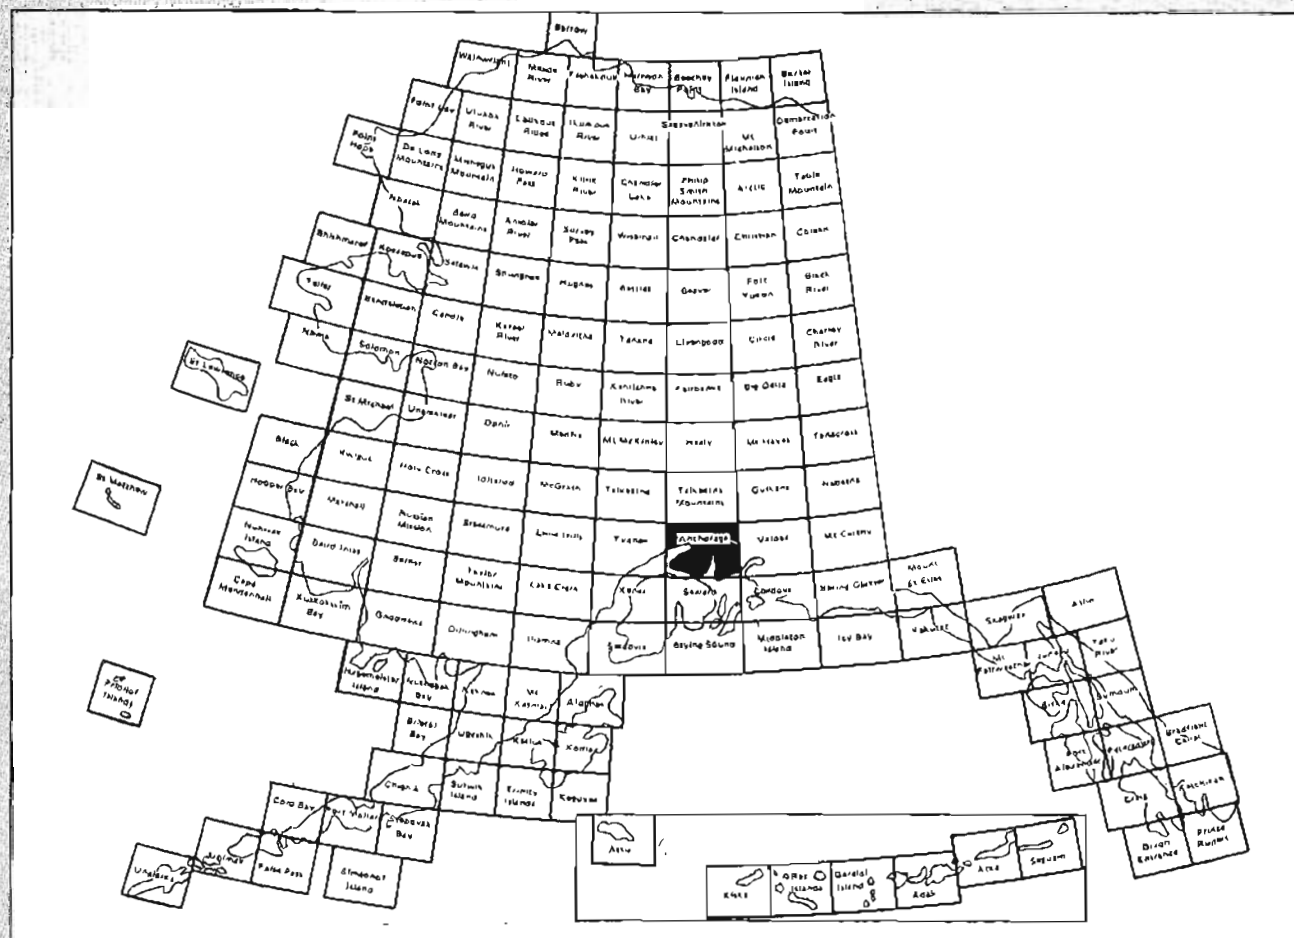 Barrow
Wainwright
Meade
River
Teshekpuk
Harrison
Bay
Beechey
Point
Flaxman
Island
Barter
Island
Point Lay
Utukok
River
Lookout
Ridge
Ikpikpuk
River
Umiat
Sagavanirktok
Mt
Michelson
Demarcation
Point
Point
Hope
De Long
Mountains
Misheguk
Mountain
Howard
Pass
Killik
River
Chandler
Lake
Philip
Smith
Mountains
Arctic
Table
Mountain
Noatak
Baird
Mountains
Ambler
River
Survey
Pass
Wiseman
Chandalar
Christian
Coleen
Shishmaref
Kotzebue
Selawik
Shungnak
Hughes
Bettles
Beaver
Fort
Yukon
Black
River
Teller
Bendeleben
Candle
Kateel
River
Melozitna
Tanana
Livengood
Circle
Charley
River
Nome
Solomon
Norton Bay
Nulato
Ruby
Kantishna
River
Fairbanks
Big Delta
Eagle
St Lawrence
St Michael
Unalakleet
Ophir
Medfra
Mt McKinley
Healy
Mt Hayes
Tanacross
Black
Kwiguk
Holy Cross
Iditarod
McGrath
Talkeetna
Talkeetna
Mountains
Gulkana
Nabesna
St Matthew
Hooper Bay
Marshall
Russian
Mission
Sleetmute
Lime Hills
Tyonek
Anchorage
Valdez
McCarthy
Nunivak
Island
Baird Inlet
Bethel
Taylor
Mountains
Lake Clark
Kenai
Seward
Cordova
Bering Glacier
Mount
St Elias
Cape
Mendenhall
Kuskokwim
Bay
Goodnews
Dillingham
Iliamna
Seldovia
Blying Sound
Middleton
Island
Icy Bay
Yakutat
Skagway
Atlin
Mt
Fairweather
Juneau
Taku
River
Pribilof
Islands
Hagemeister
Island
Nushagak
Bay
Naknek
Mt
Katmai
Afognak
Sitka
Sumdum
Bristol
Bay
Ugashik
Karluk
Kodiak
Port
Alexander
Petersburg
Bradfield
Canal
Chignik
Sutwik
Island
Trinity
Islands
Kaguyak
Craig
Ketchikan
Cold Bay
Port Moller
Stepovak
Bay
Dixon
Entrance
Prince
Rupert
Unalaska
Unimak
False Pass
Simeonof
Island
Attu
Kiska
Rat
Islands
Gareloi
Island
Adak
Atka
Seguam